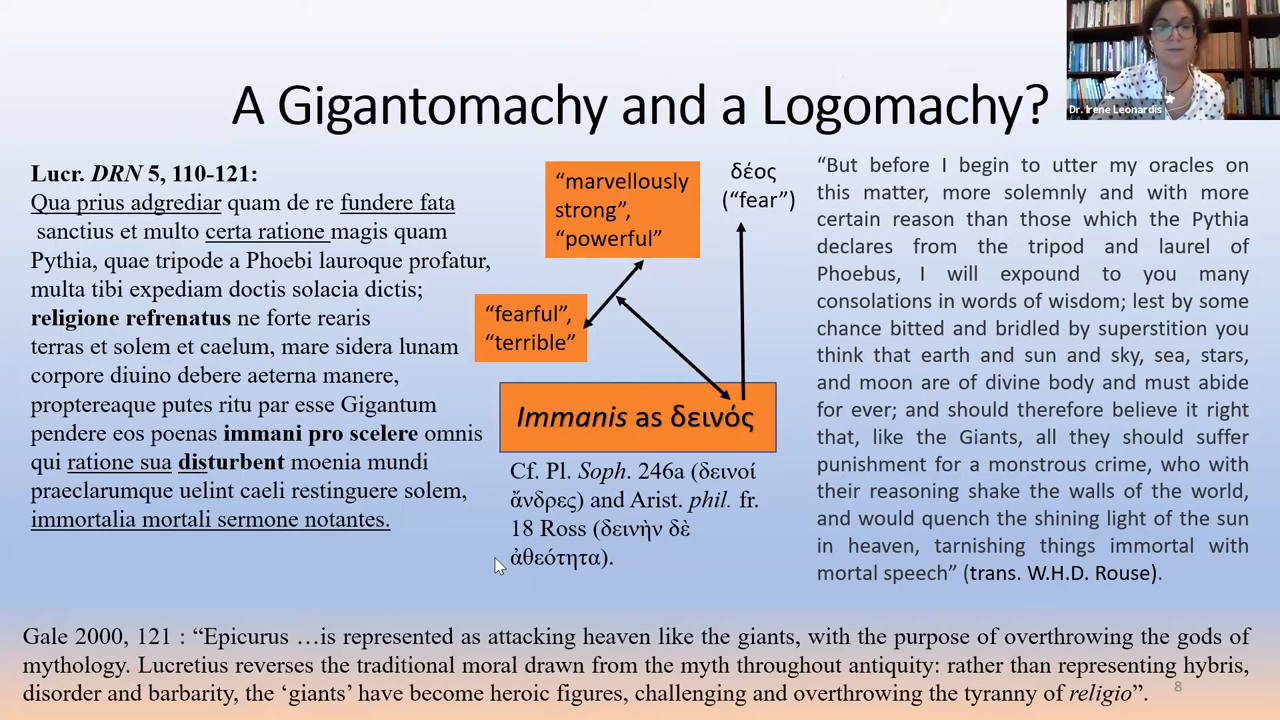 A Gigantomachy and a Logomachy?
Dr. Irene Leonardis
Lucr. DRN 5, 110-121:
Qua prius adgrediar quam de re fundere fata
sanctius et multo certa ratione magis quam
Pythia, quae tripode a Phoebi lauroque profatur,
multa tibi expediam doctis solacia dictis;
religione refrenatus ne forte rearis
terras et solem et caelum, mare sidera lunam
corpore diuino debere aeterna manere,
proptereaque putes ritu par esse Gigantum
pendere eos poenas immani pro scelere omnis
qui ratione sua disturbent moenia mundi
praeclarumque uelint caeli restinguere solem,
immortalia mortali sermone notantes.
“marvellously
strong”,
“powerful”
δέος
(“fear”)
“fearful”,
“terrible”
Immanis as δεινός
Cf. Pl. Soph. 246a (δεινοί
ἄνδρες) and Arist. phil. fr.
18 Ross (δεινὴν δὲ
ἀθεότητα).
“But before I begin to utter my oracles on
this matter, more solemnly and with more
certain reason than those which the Pythia
declares from the tripod and laurel of
Phoebus, I will expound to you many
consolations in words of wisdom; lest by some
chance bitted and bridled by superstition you
think that earth and sun and sky, sea, stars,
and moon are of divine body and must abide
for ever; and should therefore believe it right
that, like the Giants, all they should suffer
punishment for a monstrous crime, who with
their reasoning shake the walls of the world,
and would quench the shining light of the sun
in heaven, tarnishing things immortal with
mortal speech” (trans. W.H.D. Rouse).
Gale 2000, 121 : “Epicurus …is represented as attacking heaven like the giants, with the purpose of overthrowing the gods of
mythology. Lucretius reverses the traditional moral drawn from the myth throughout antiquity: rather than representing hybris,
disorder and barbarity, the ‘giants’ have become heroic figures, challenging and overthrowing the tyranny of religio”.
8